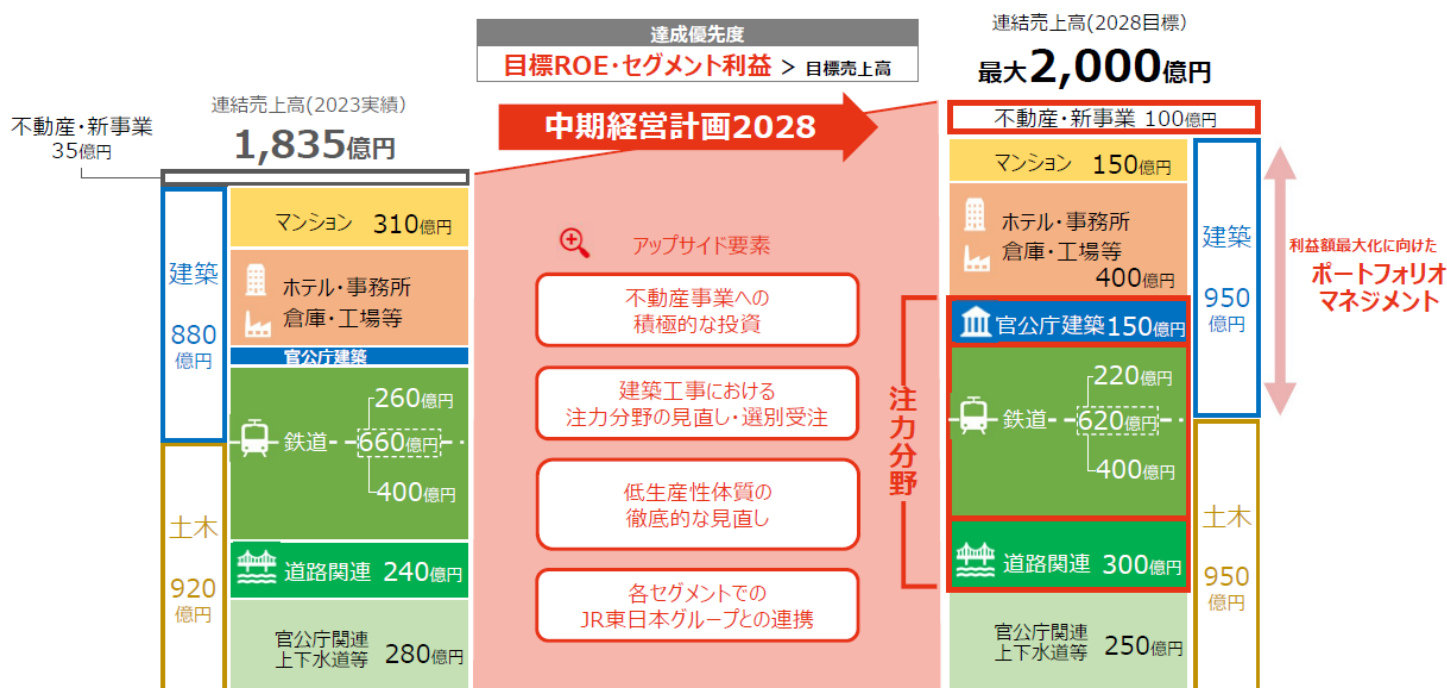 達成優先度
目標ROE・セグメント利益 > 目標売上高
連結売上高(2028目標)
最大2,000億円
連結売上高(2023実績)
1,835億円
不動産・新事業
35億円
中期経営計画2028
不動産・新事業 100億円
マンション 310億円
ホテル・事務所
倉庫・工場等
官公庁建築
260億円
鉄道 660億円
400億円
道路関連 240億円
官公庁関連
上下水道等 280億円
建築
880
億円
土木
920
億円
アップサイド要素
不動産事業への
積極的な投資
建築工事における
注力分野の見直し・選別受注
低生産性体質の
徹底的な見直し
各セグメントでの
JR東日本グループとの連携
注力分野
マンション 150億円
ホテル・事務所
倉庫・工場等
400億円
官公庁建築150億円
220億円
鉄道 620億円
400億円
道路関連 300億円
官公庁関連
上下水道等 250億円
建築
950
億円
土木
950
億円
利益額最大化に向けた
ポートフォリオ
マネジメント